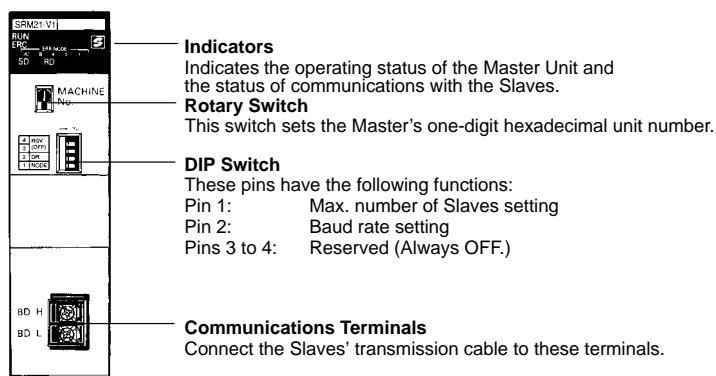 SRM21-V1
RUN
ERC
ERR NODE
SD RD
Indicators
Indicates the operating status of the Master Unit and
the status of communications with the Slaves.
MACHINE
No.
Rotary Switch
This switch sets the Master's one-digit hexadecimal unit number.
4 RSV
3 (OFF)
2 DR
1 NODE
DIP Switch
These pins have the following functions:
Pin 1: Max. number of Slaves setting
Pin 2: Baud rate setting
Pins 3 to 4: Reserved (Always OFF.)
BD H
BD L
Communications Terminals
Connect the Slaves' transmission cable to these terminals.